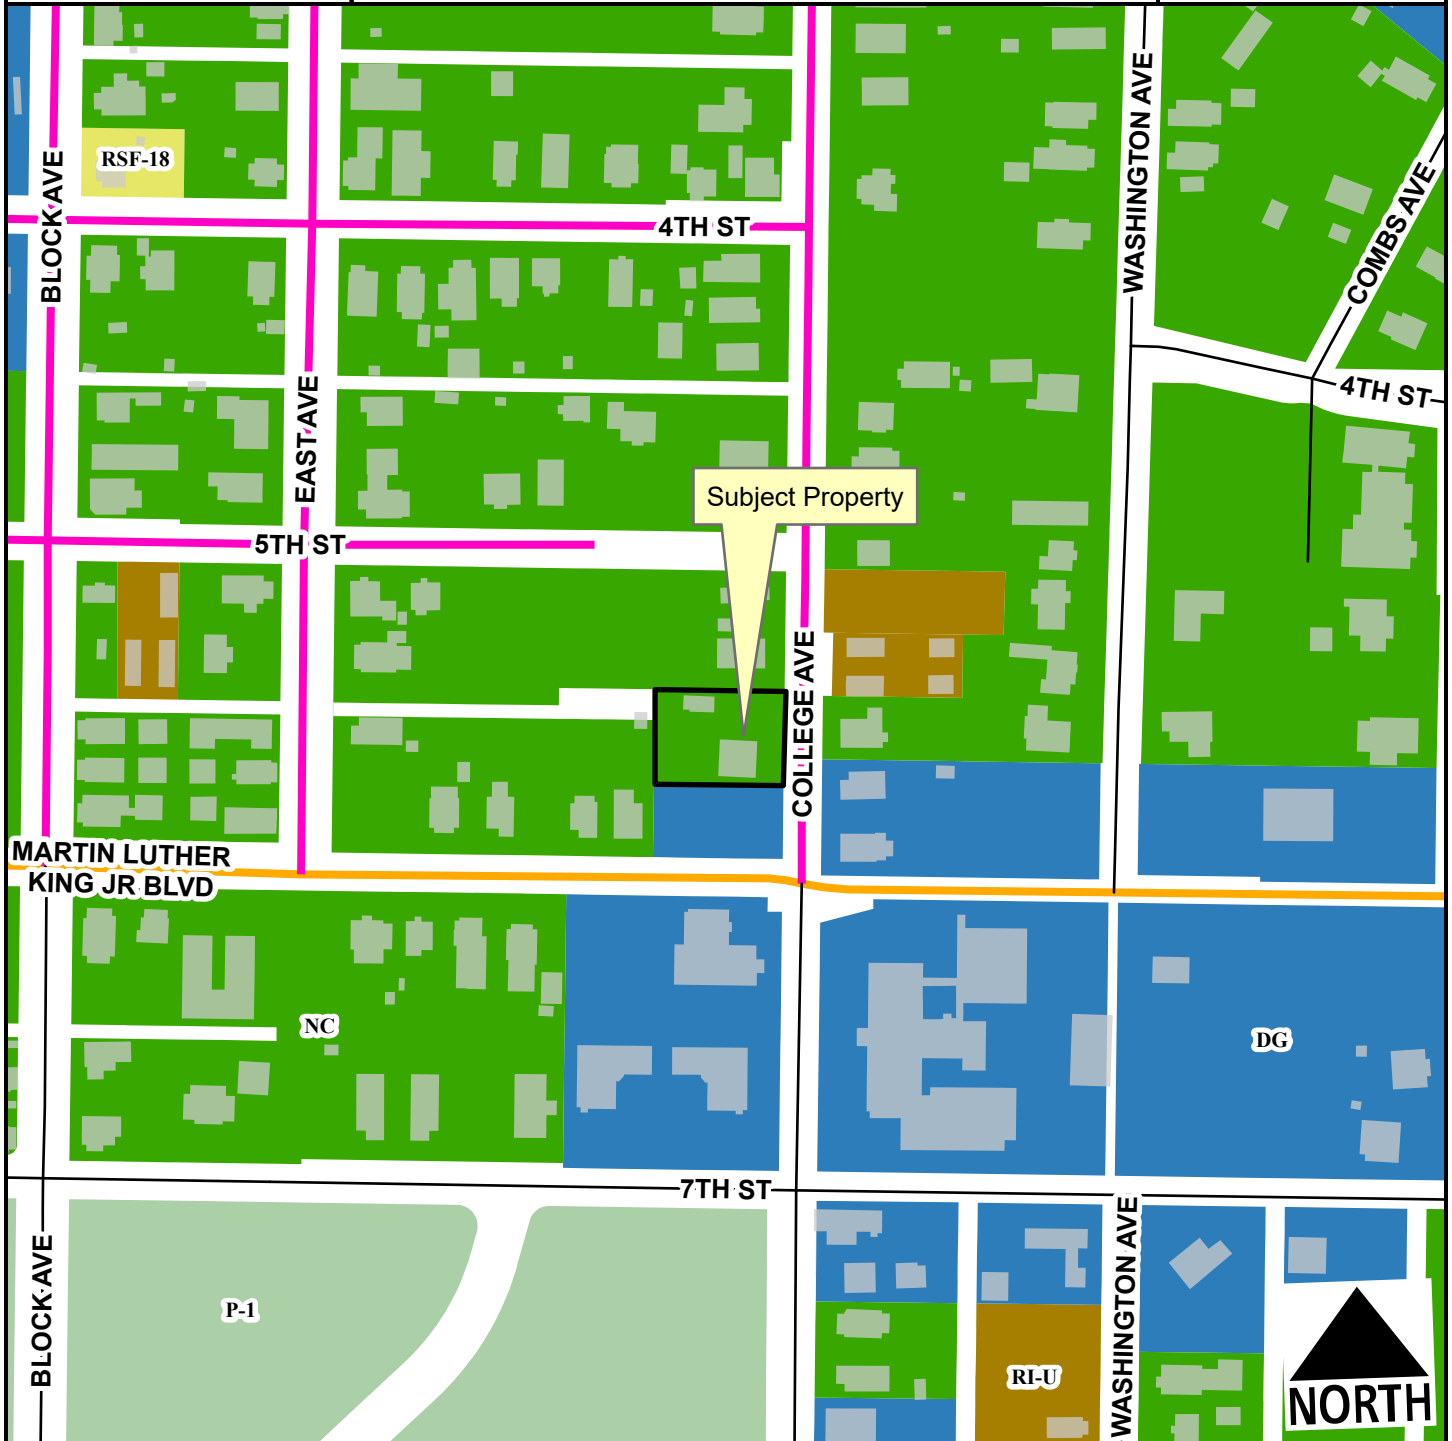 WASHINGTON AVE
BLOCK AVE
RSF-18
COMBS AVE
4TH ST
4TH ST
EAST AVE
Subject Property
5TH ST
COLLEGE AVE
MARTIN LUTHER
KING JR BLVD
NC
DG
7TH ST
BLOCK AVE
P-1
WASHINGTON AVE
RI-U
NORTH